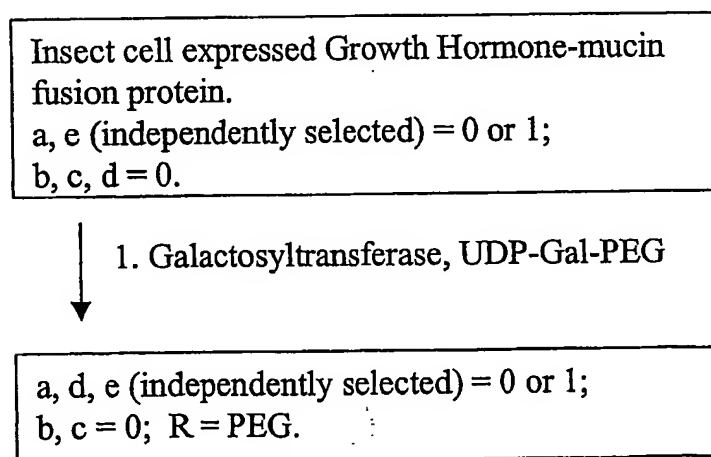 Insect cell expressed Growth Hormone-mucin
fusion protein.
a, e (independently selected) = 0 or 1;
b, c, d = 0.
1. Galactosyltransferase, UDP-Gal-PEG
a, d, e (independently selected) = 0 or 1;
b, c = 0; R = PEG.